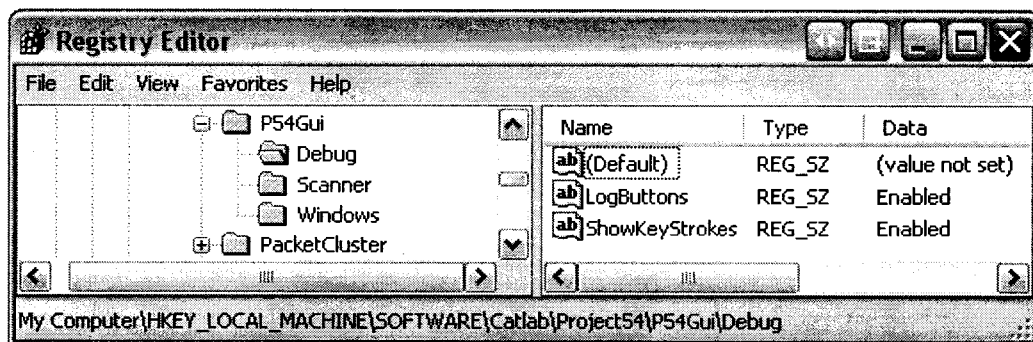 Registry Editor
File Edit View Favorites Help
P54Gui
Debug
Scanner
Windows
PacketCluster
Name Type Data
(Default) REG_SZ (value not set)
LogButtons REG_SZ Enabled
ShowKeyStrokes REG_SZ Enabled
My Computer\HKEY_LOCAL_MACHINE\SOFTWARE\Catlab\Project54\P54Gui\Debug